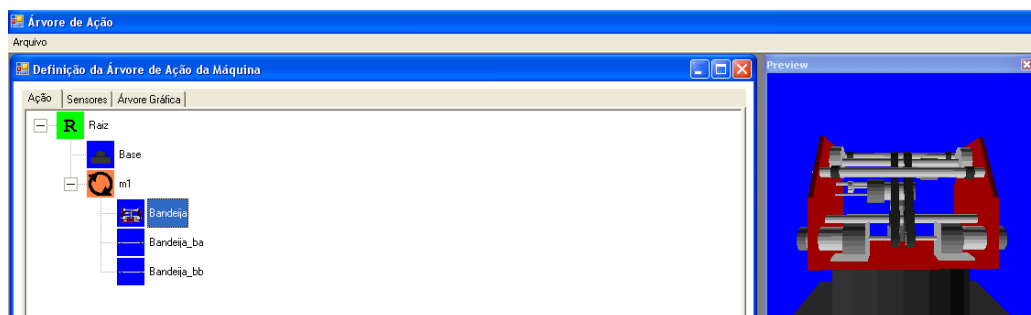 Árvore de Ação
Arquivo
Definição da Árvore de Ação da Máquina
Preview
Ação Sensores Árvore Gráfica
R Raiz
Base
m1
Bandeija
Bandeija_ba
Bandeija_bb